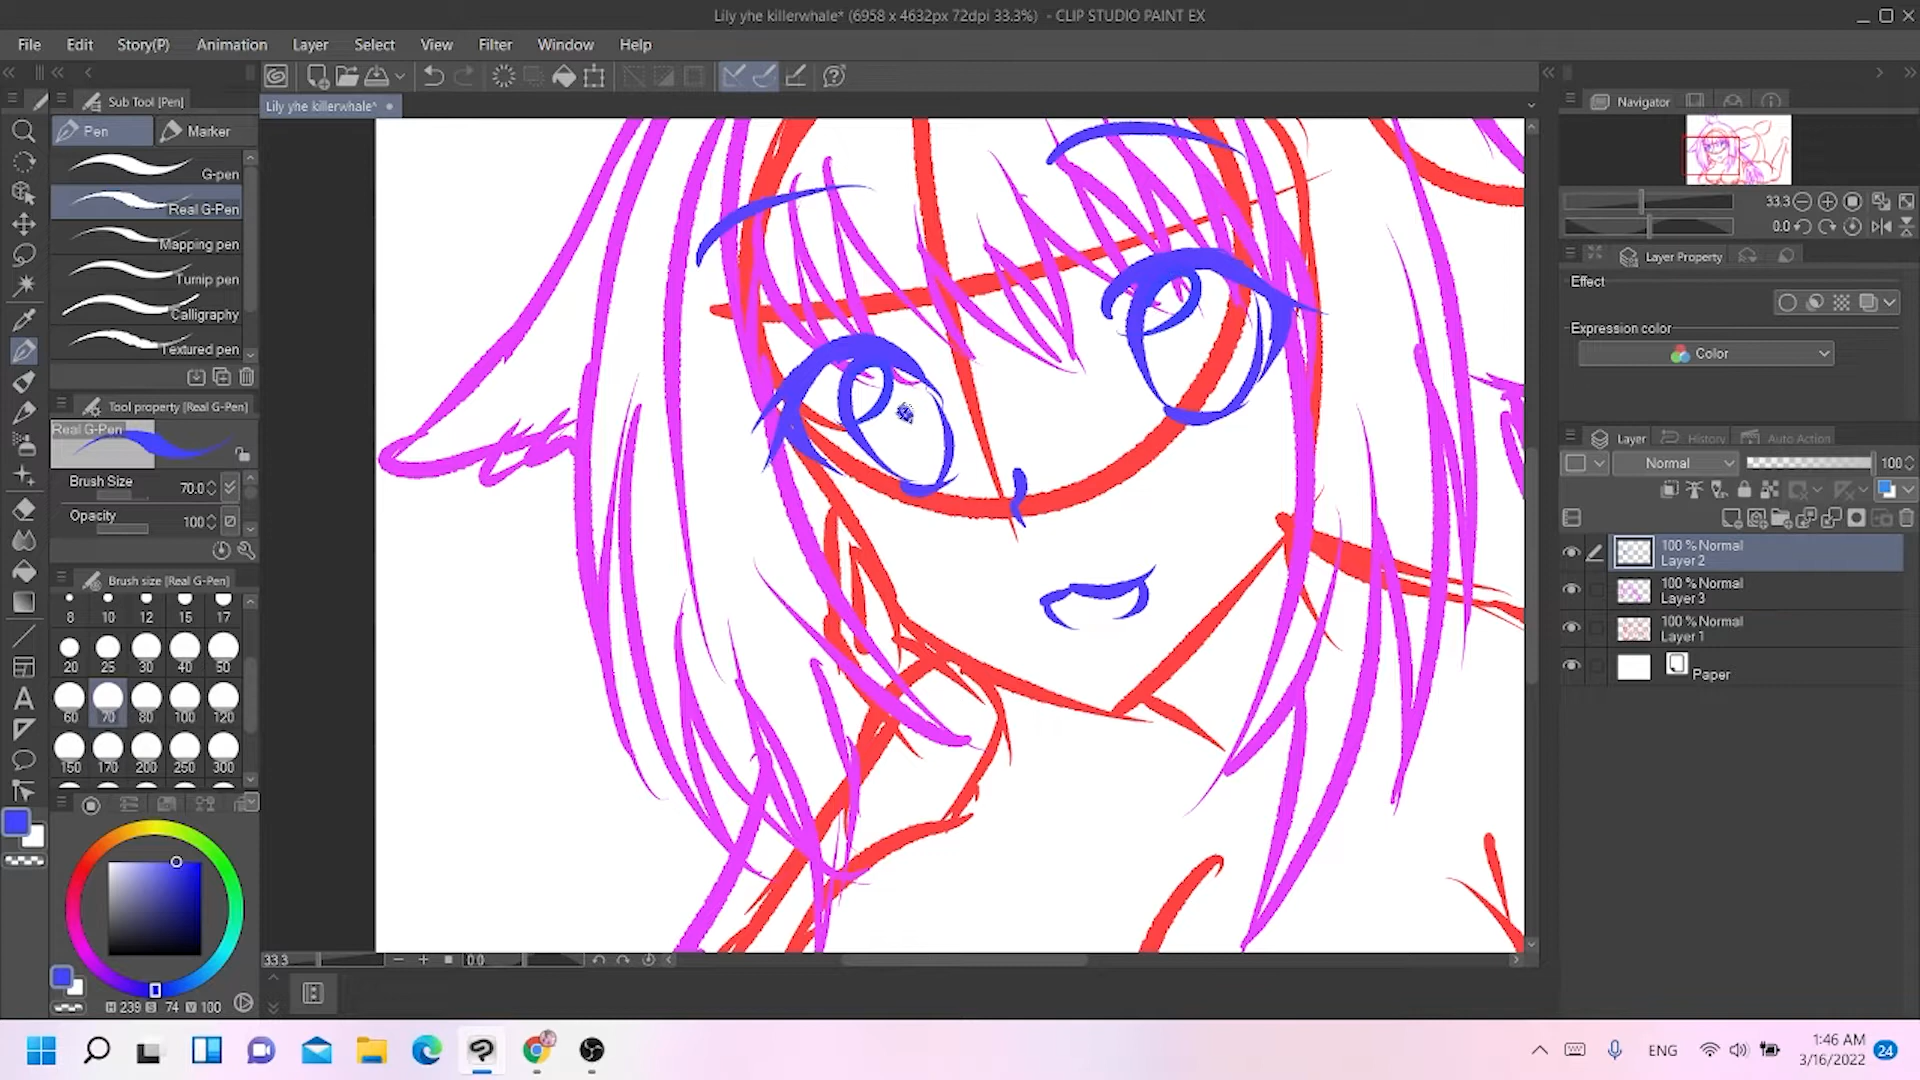 Lily yhe killerwhale* (6958 x 4632px 72dpi 33.3%) - CLIP STUDIO PAINT EX
File Edit Story(P) Animation Layer Select View Filter Window Help
Sub Tool [Pen]
Lily yhe killerwhale*
Navigator
Pen Marker
G-pen
Real G-Pen
Mapping pen
Turnip pen
Calligraphy
Textured pen
33.3
0.0
Layer Property
Effect
Expression color
Color
Tool property [Real G-Pen]
Real G-Pen
Brush Size 70.0
Opacity 100
Layer History Auto Action
Normal 100
100 % Normal
Layer 2
100 % Normal
Layer 3
100 % Normal
Layer 1
Paper
Brush size [Real G-Pen]
8 10 12 15 17
20 25 30 40 50
60 70 80 100 120
150 170 200 250 300
33.3 0.0
H 239 S 74 V 100
ENG
1:46 AM
3/16/2022
24